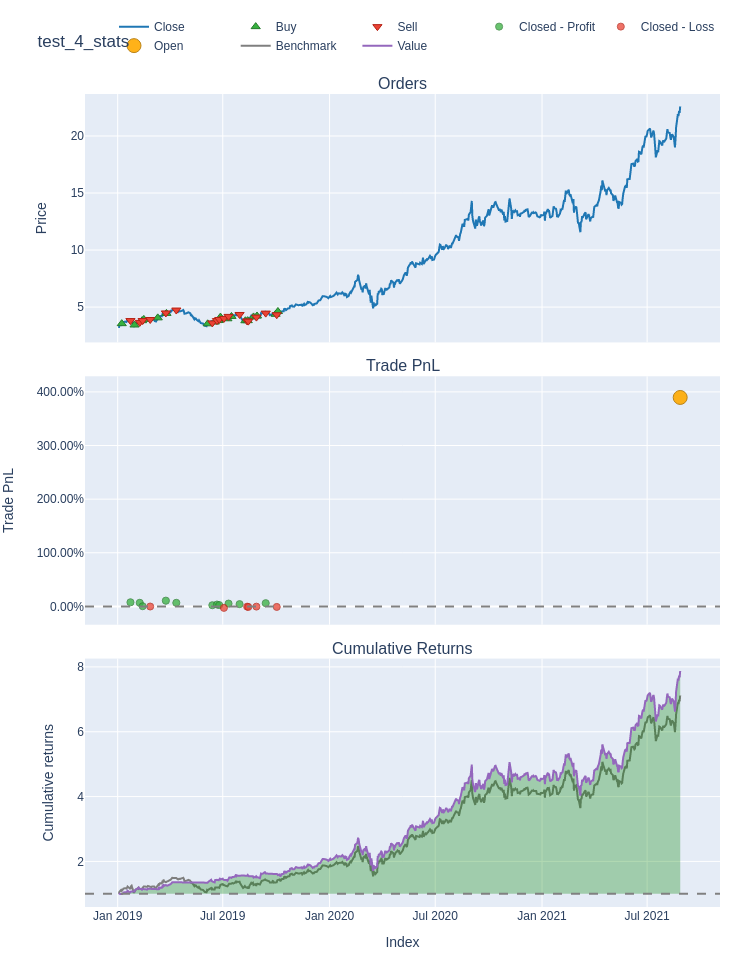 test_4_stats
Close
Buy
Sell
Closed - Profit
Closed - Loss
Open
Benchmark
Value
Orders
Price
20
15
10
5
Trade PnL
Trade PnL
400.00%
300.00%
200.00%
100.00%
0.00%
Cumulative Returns
Cumulative returns
8
6
4
2
Jan 2019
Jul 2019
Jan 2020
Jul 2020
Jan 2021
Jul 2021
Index